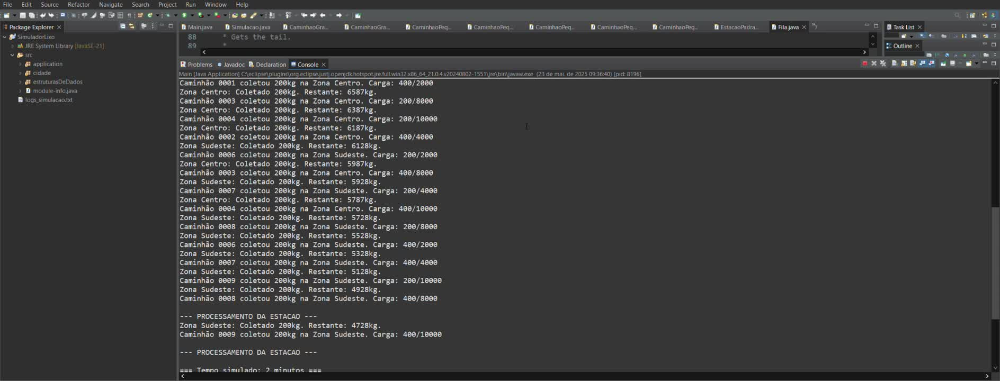 File Edit Source Refactor Navigate Search Project Run Window Help
Package Explorer
Main.java Simulacao.java CaminhaoGra... CaminhaoGra... CaminhaoPeq... CaminhaoPeq... CaminhaoPeq... CaminhaoPeq... CaminhaoPeq... EstacaoPadra... Fila.java 7
Task List
SimuladorLixo
JRE System Library [JavaSE-21]
src
application
cidade
estruturasDeDados
module-info.java
logs_simulacao.txt
88 * Gets the tail.
89 *
Outline
Problems Javadoc Declaration Console
Main [Java Application] C:\eclipse\plugins\org.eclipse.justj.openjdk.hotspot.jre.full.win32.x86_64_21.0.4.v20240802-1551\jre\bin\javaw.exe (23 de mai. de 2025 09:36:40) [pid: 8196]
Caminhão 0001 coletou 200kg na Zona Centro. Carga: 400/2000
Zona Centro: Coletado 200kg. Restante: 6587kg.
Caminhão 0003 coletou 200kg na Zona Centro. Carga: 200/8000
Zona Centro: Coletado 200kg. Restante: 6387kg.
Caminhão 0004 coletou 200kg na Zona Centro. Carga: 200/10000
Zona Centro: Coletado 200kg. Restante: 6187kg.
Caminhão 0002 coletou 200kg na Zona Centro. Carga: 400/4000
Zona Sudeste: Coletado 200kg. Restante: 6128kg.
Caminhão 0006 coletou 200kg na Zona Sudeste. Carga: 200/2000
Zona Centro: Coletado 200kg. Restante: 5987kg.
Caminhão 0003 coletou 200kg na Zona Centro. Carga: 400/8000
Zona Sudeste: Coletado 200kg. Restante: 5928kg.
Caminhão 0007 coletou 200kg na Zona Sudeste. Carga: 200/4000
Zona Centro: Coletado 200kg. Restante: 5787kg.
Caminhão 0004 coletou 200kg na Zona Centro. Carga: 400/10000
Zona Sudeste: Coletado 200kg. Restante: 5728kg.
Caminhão 0008 coletou 200kg na Zona Sudeste. Carga: 200/8000
Zona Sudeste: Coletado 200kg. Restante: 5528kg.
Caminhão 0006 coletou 200kg na Zona Sudeste. Carga: 400/2000
Zona Sudeste: Coletado 200kg. Restante: 5328kg.
Caminhão 0007 coletou 200kg na Zona Sudeste. Carga: 400/4000
Zona Sudeste: Coletado 200kg. Restante: 5128kg.
Caminhão 0009 coletou 200kg na Zona Sudeste. Carga: 200/10000
Zona Sudeste: Coletado 200kg. Restante: 4928kg.
Caminhão 0008 coletou 200kg na Zona Sudeste. Carga: 400/8000
--- PROCESSAMENTO DA ESTACAO ---
Zona Sudeste: Coletado 200kg. Restante: 4728kg.
Caminhão 0009 coletou 200kg na Zona Sudeste. Carga: 400/10000
--- PROCESSAMENTO DA ESTACAO ---
=== Tempo simulado: 2 minutos ===